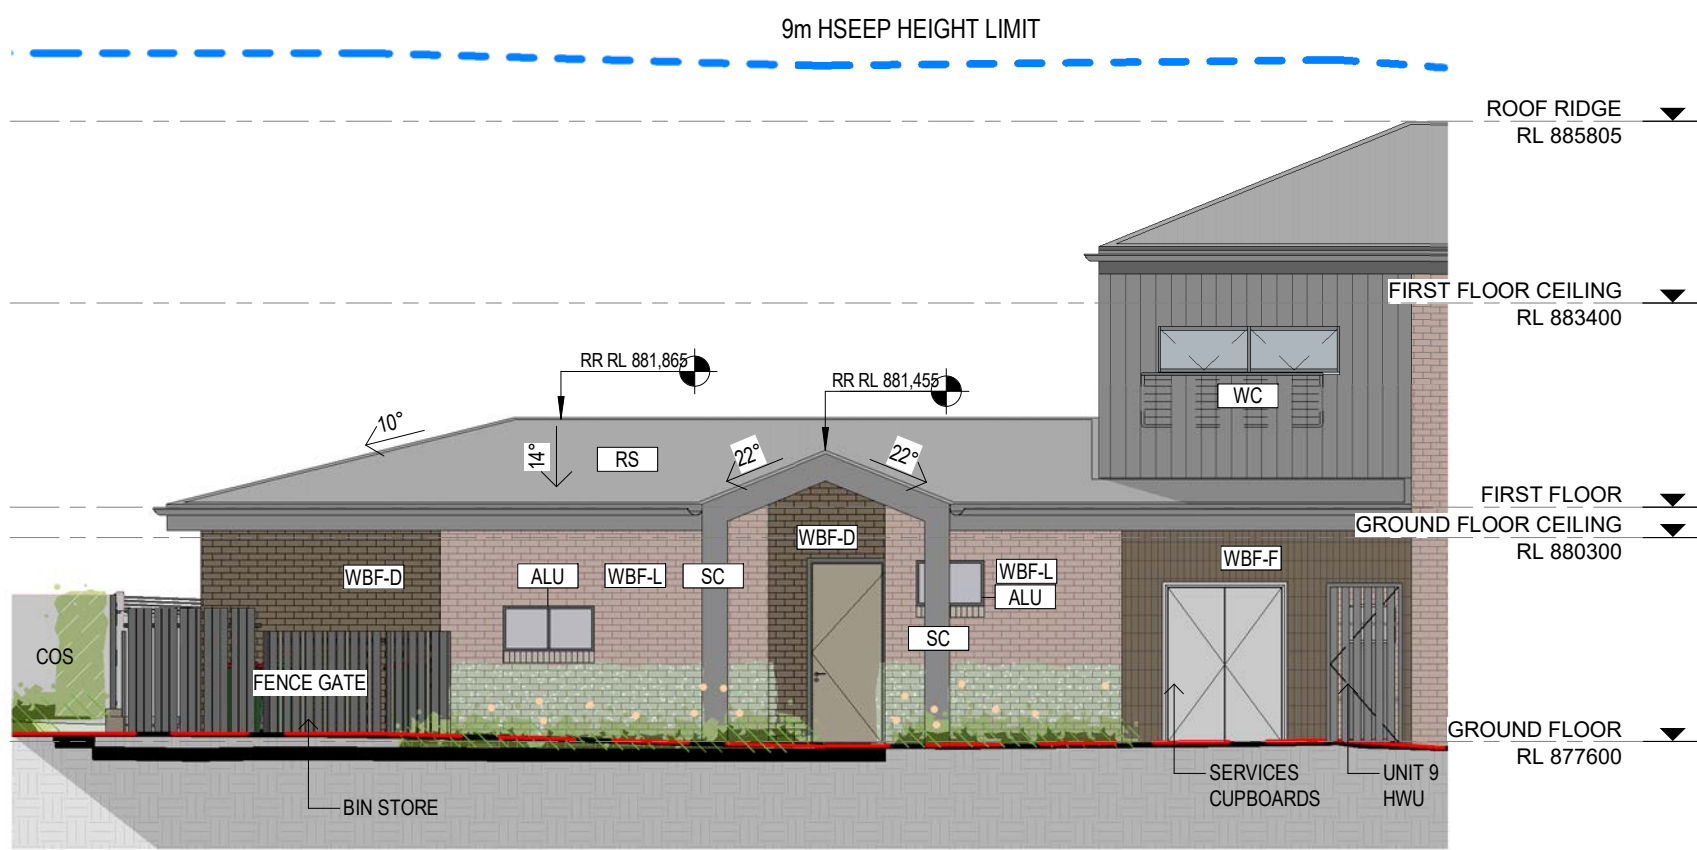 9m HSEEP HEIGHT LIMIT
ROOF RIDGE
RL 885805
FIRST FLOOR CEILING
RL 883400
RR RL 881,865
RR RL 881,455
WC
10°
14°
RS
22°
22°
FIRST FLOOR
GROUND FLOOR CEILING
RL 880300
WBF-D
WBF-F
WBF-D
ALU
WBF-L
SC
WBF-L
ALU
SC
COS
FENCE GATE
GROUND FLOOR
RL 877600
BIN STORE
SERVICES
CUPBOARDS
UNIT 9
HWU